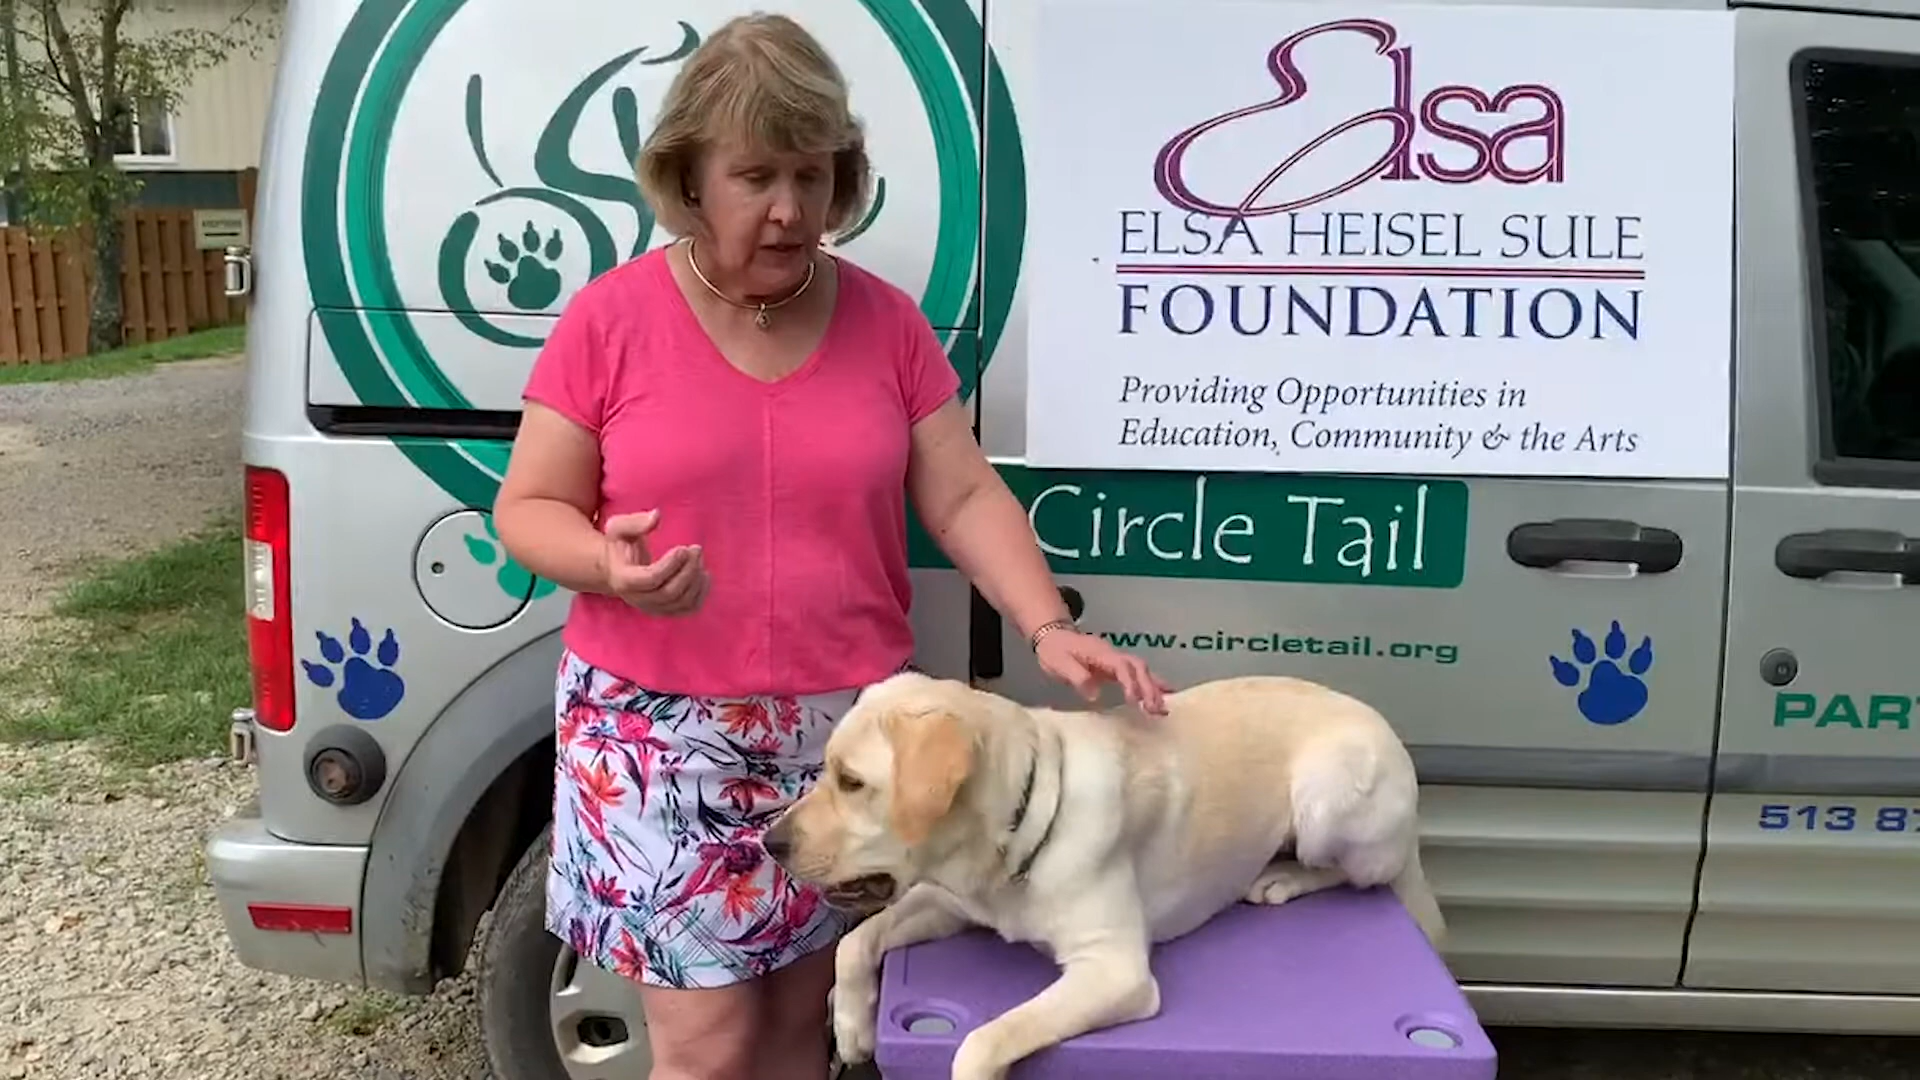 Elsa
ELSA HEISEL SULE
FOUNDATION
Providing Opportunities in
Education, Community & the Arts
Circle Tail
www.circletail.org
PAR
513 87